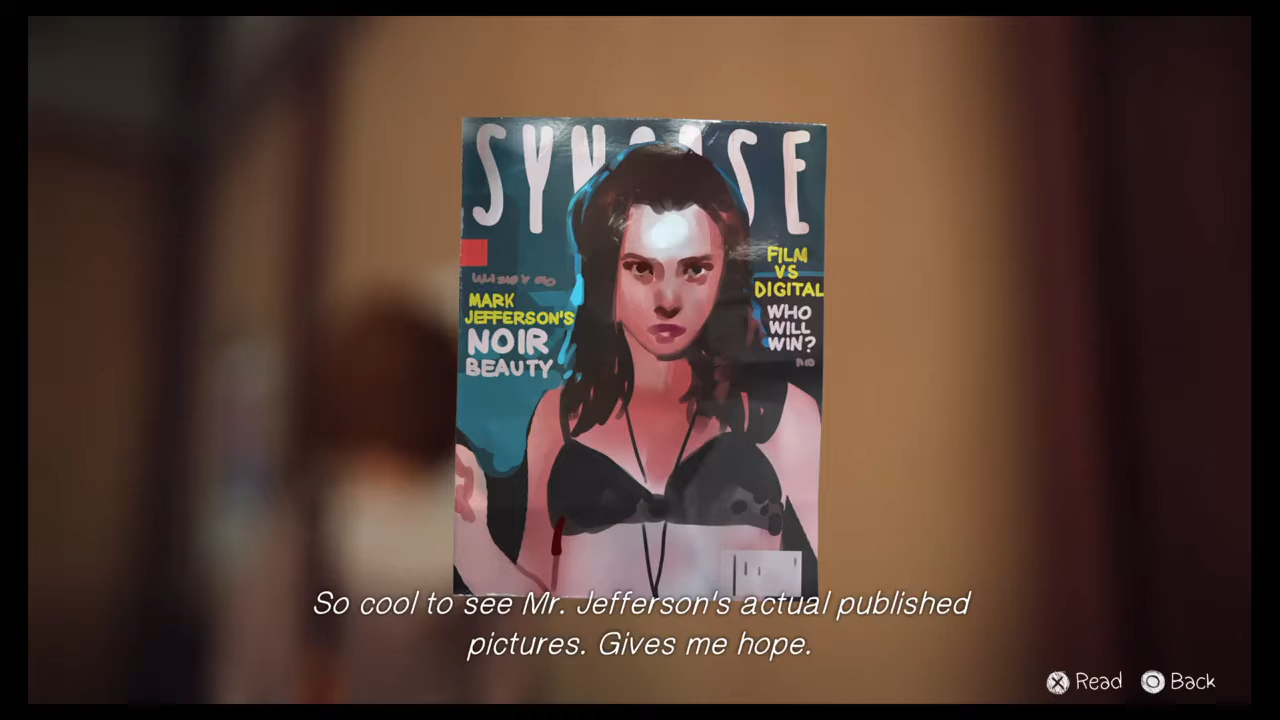 MARK
JEFFERSON'S
NOIR
BEAUTY
FILM
VS
DIGITAL
WHO
WILL
WIN?
So cool to see Mr. Jefferson's actual published
pictures. Gives me hope.
Read
Back